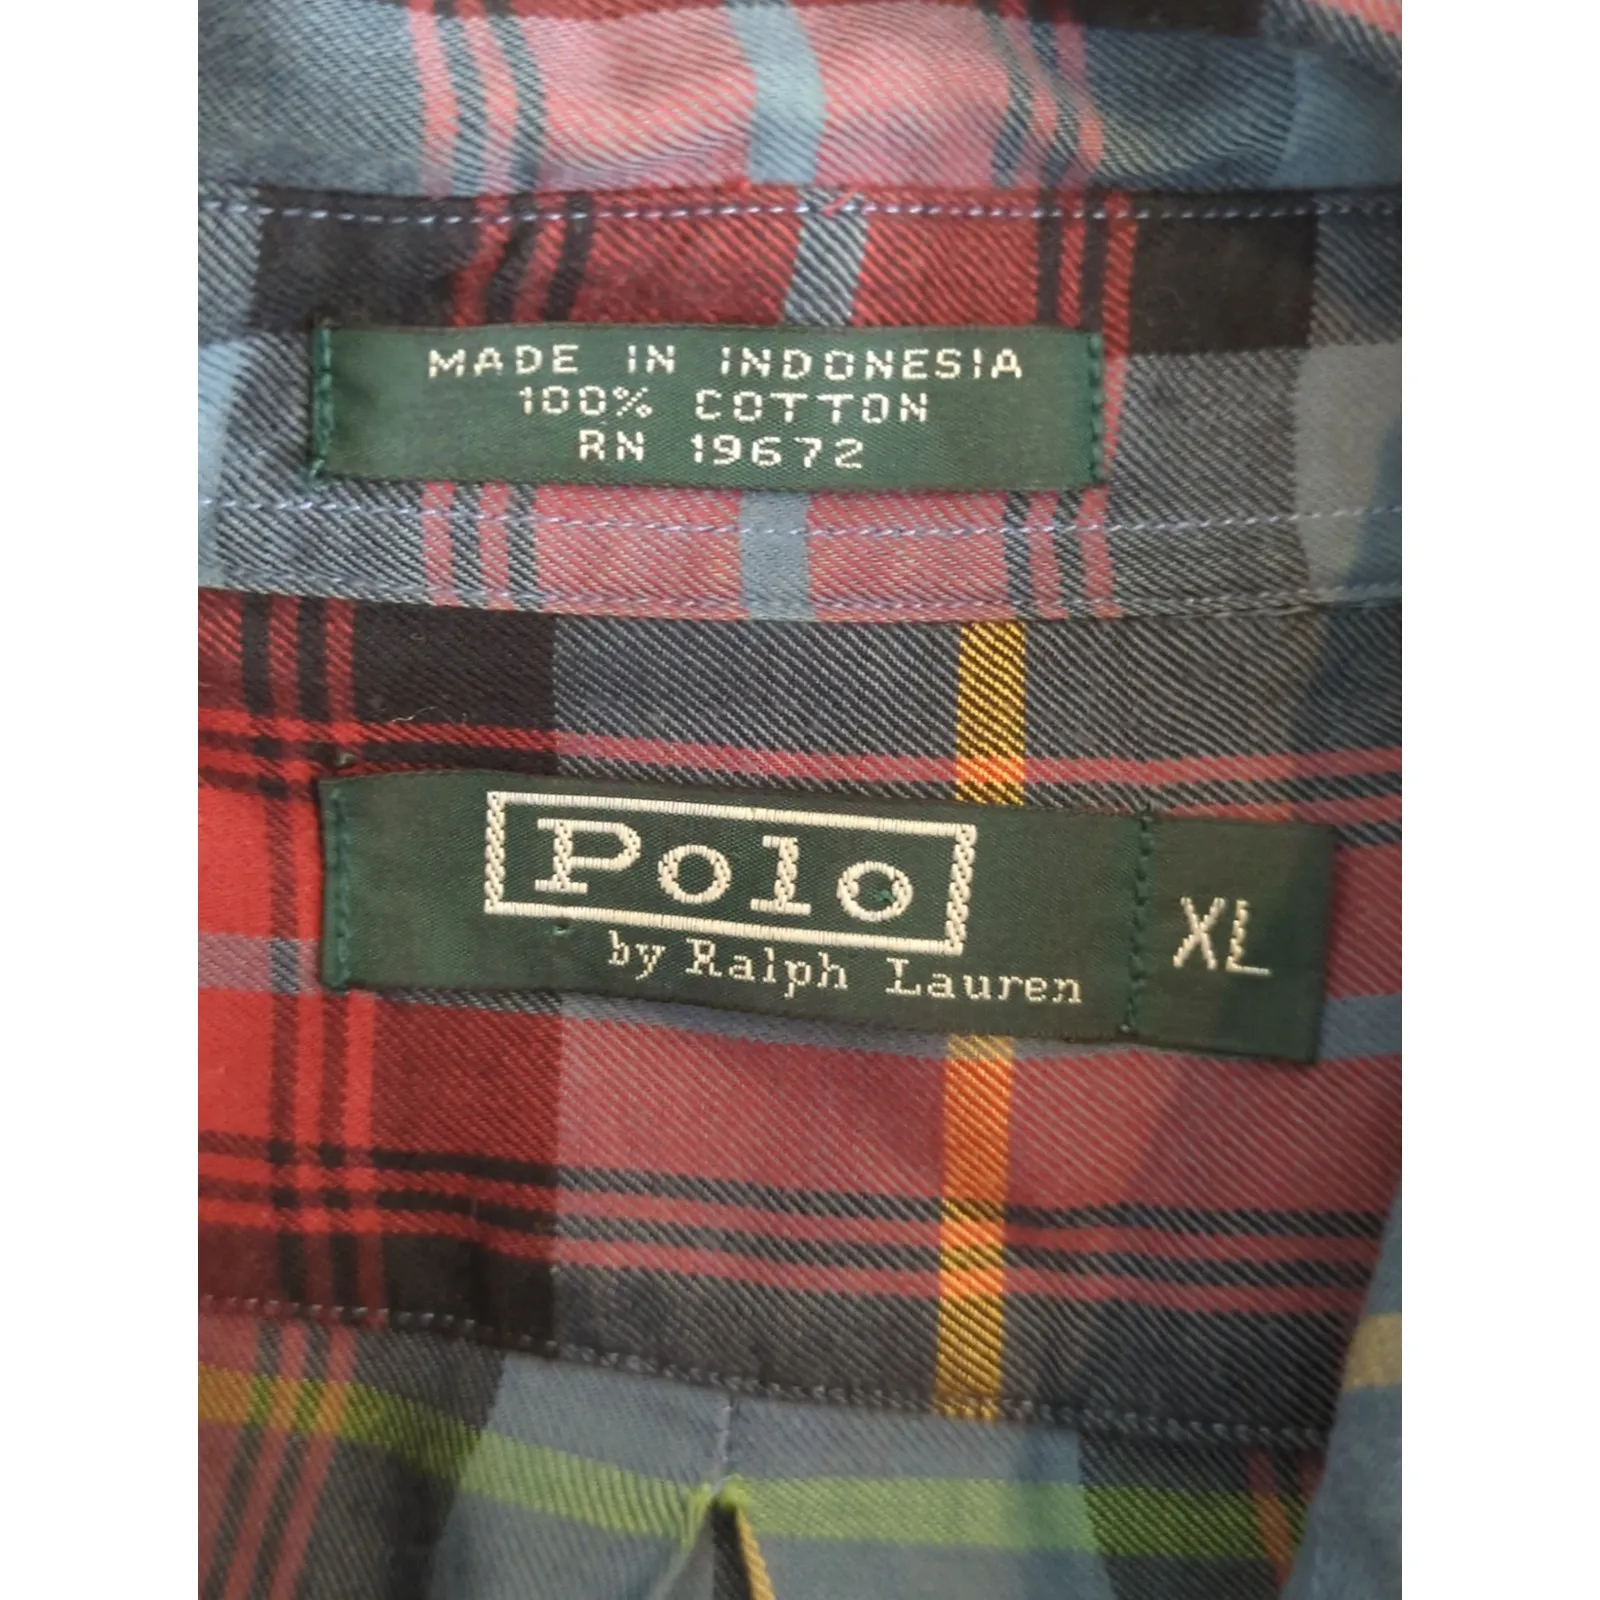 MADE IN INDONESIA
100% COTTON
RN 19672
Polo
by Ralph Lauren
XL